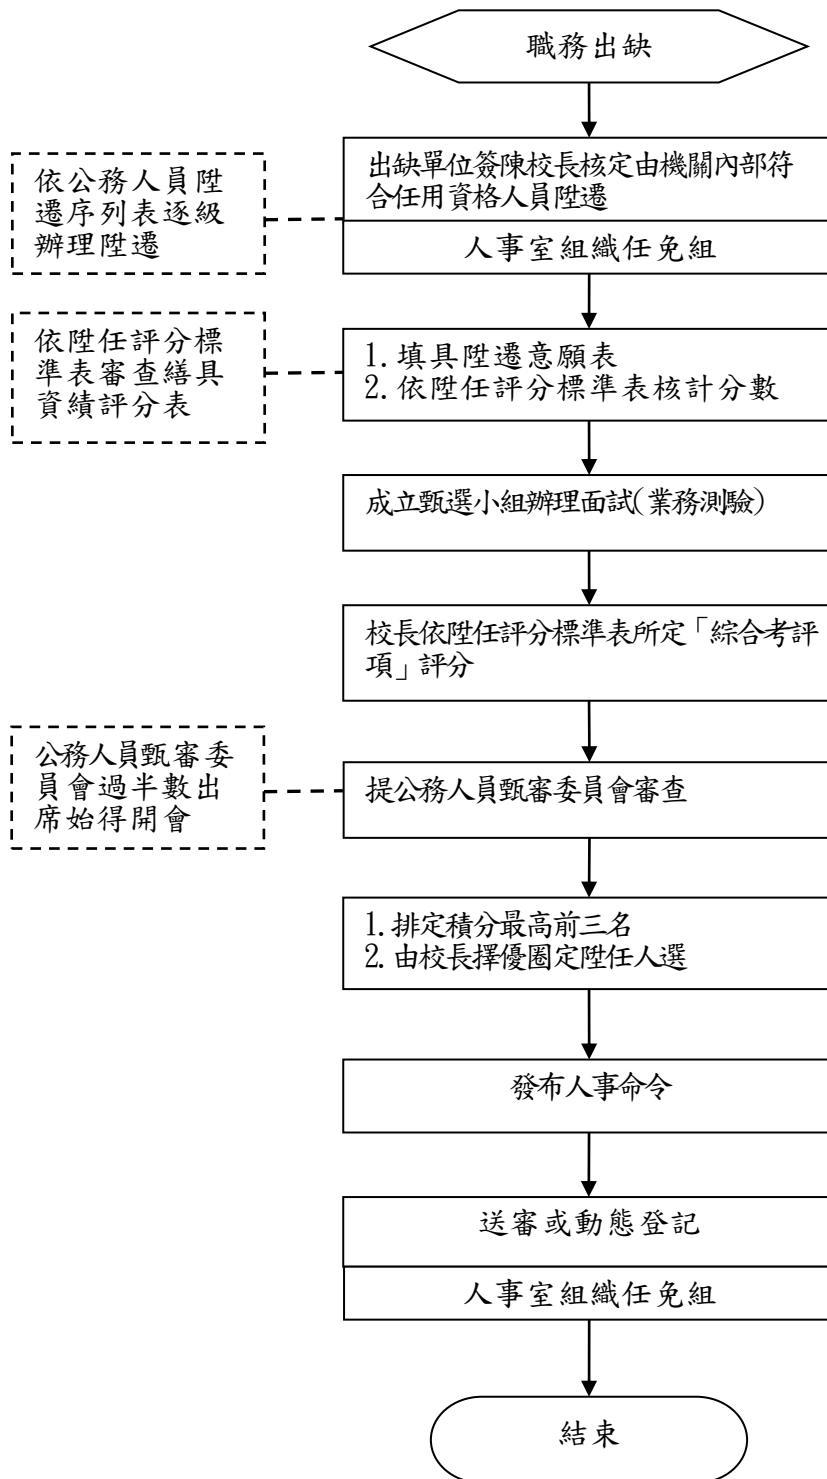 職務出缺
依公務人員陞
遷序列表逐級
辦理陞遷
出缺單位簽陳校長核定由機關內部符
合任用資格人員陞遷
人事室組織任免組
依陞任評分標
準表審查繕具
資績評分表
1. 填具陞遷意願表
2. 依陞任評分標準表核計分數
成立甄選小組辦理面試(業務測驗)
校長依陞任評分標準表所定「綜合考評
項」評分
公務人員甄審委
員會過半數出
席始得開會
提公務人員甄審委員會審查
1. 排定積分最高前三名
2. 由校長擇優圈定陞任人選
發布人事命令
送審或動態登記
人事室組織任免組
結束